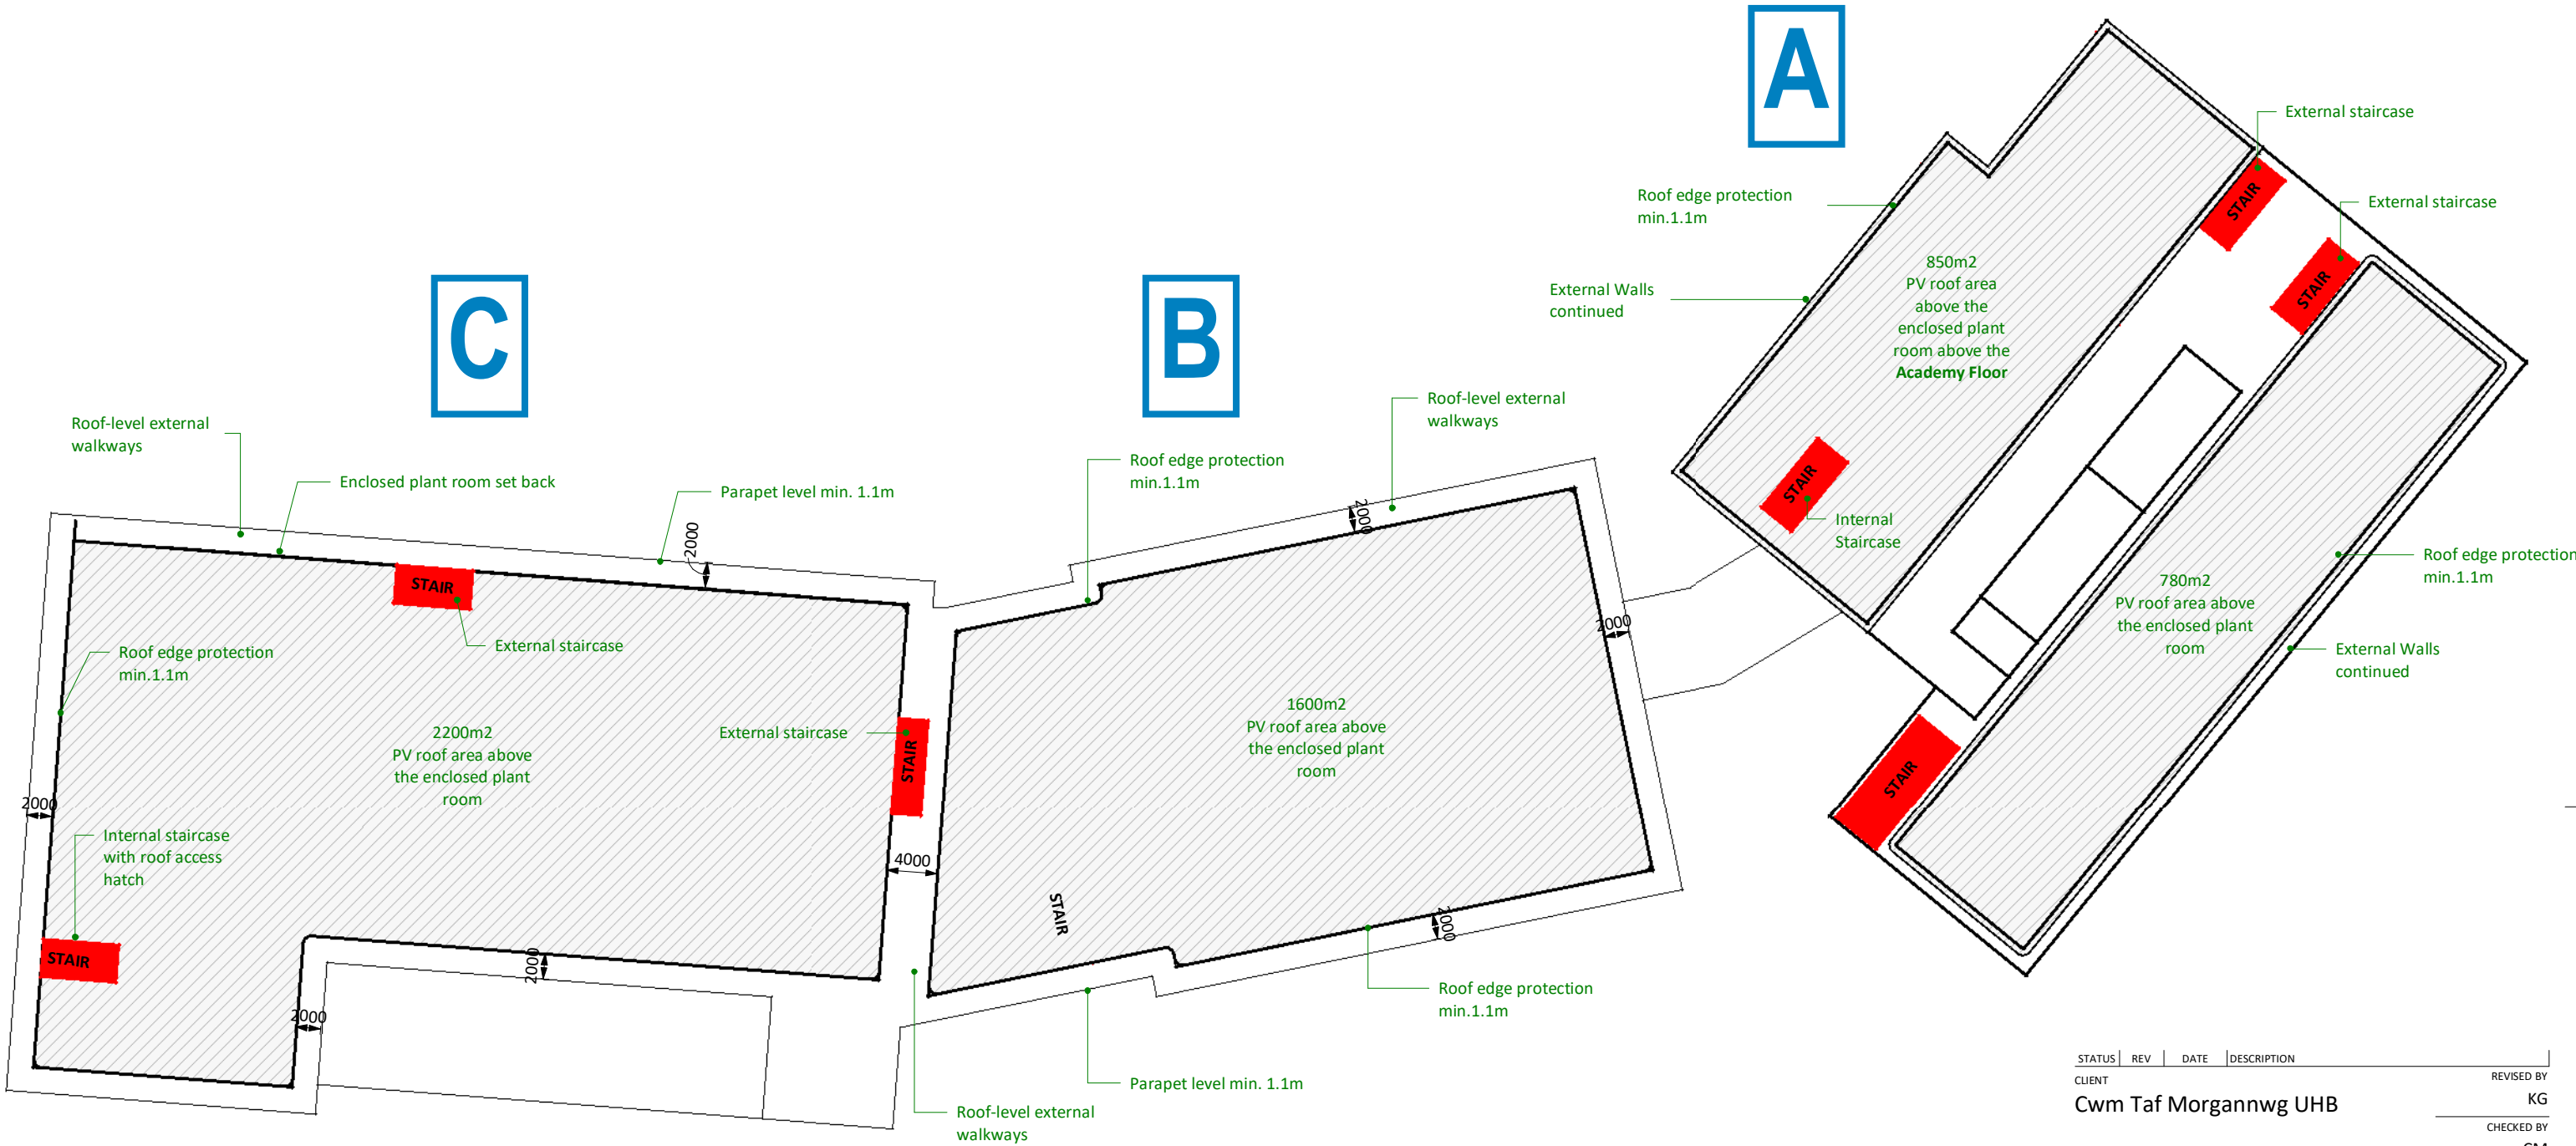 A
External staircase
STAIR
External staircase
STAIR
Roof edge protection
min.1.1m
External Walls
continued
850m2
PV roof area
above the
enclosed plant
room above the
Academy Floor
STAIR
Internal
Staircase
Roof edge protection
min.1.1m
780m2
PV roof area above
the enclosed plant
room
External Walls
continued
STAIR
C
Roof-level external
walkways
Enclosed plant room set back
Parapet level min. 1.1m
2000
STAIR
External staircase
Roof edge protection
min.1.1m
2200m2
PV roof area above
the enclosed plant
room
External staircase
STAIR
2000
4000
Internal staircase
with roof access
hatch
STAIR
2000
2000
B
Roof-level external
walkways
Roof edge protection
min.1.1m
2000
2000
1600m2
PV roof area above
the enclosed plant
room
STAIR
2000
Roof edge protection
min.1.1m
Parapet level min. 1.1m
Roof-level external
walkways
STATUS REV DATE DESCRIPTION
CLIENT
REVISED BY
Cwm Taf Morgannwg UHB
KG
CHECKED BY